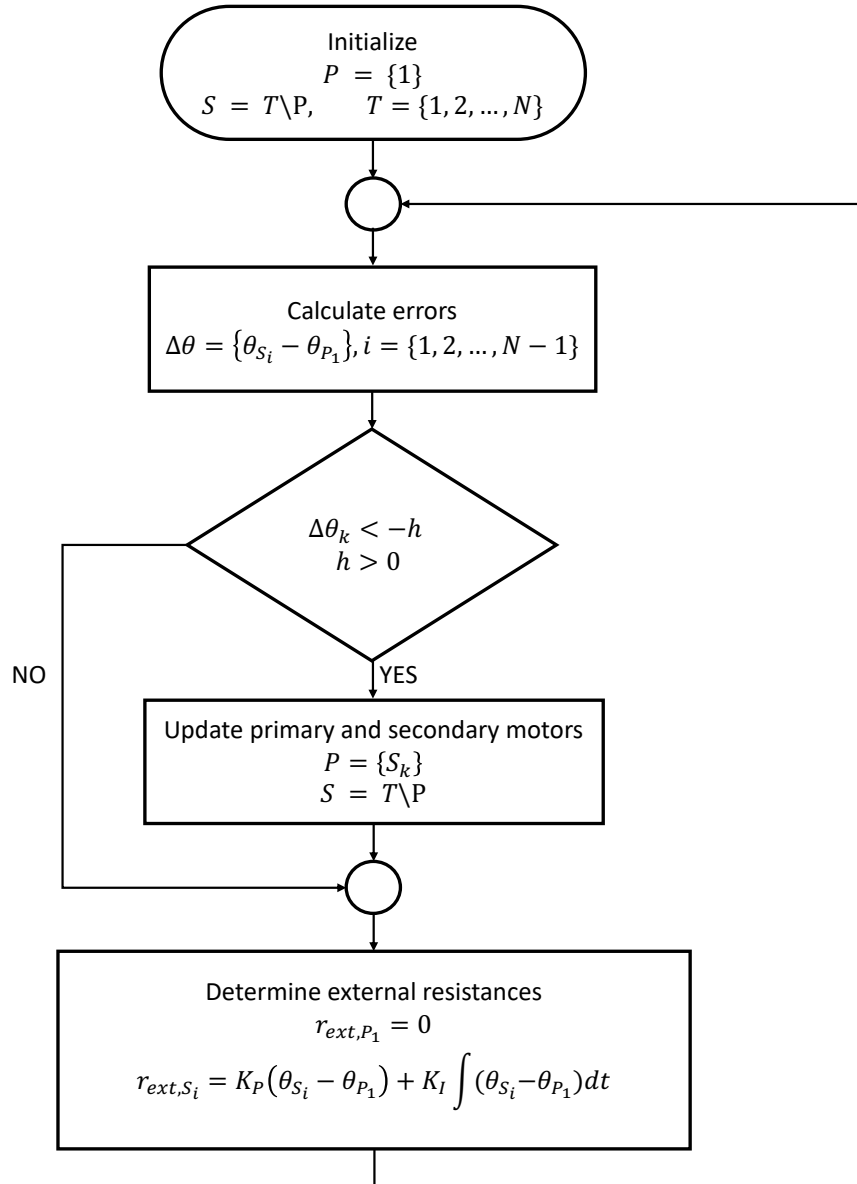 Initialize
P = {1}
S = T\P,    T = {1, 2, … , N}
Calculate errors
Δθ = {θ_{S_i} − θ_{P_1}}, i = {1, 2, … , N − 1}
Δθ_k < −h
h > 0
NO
YES
Update primary and secondary motors
P = {S_k}
S = T\P
Determine external resistances
r_{ext,P_1} = 0
r_{ext,S_i} = K_P(θ_{S_i} − θ_{P_1}) + K_I ∫(θ_{S_i}−θ_{P_1})dt